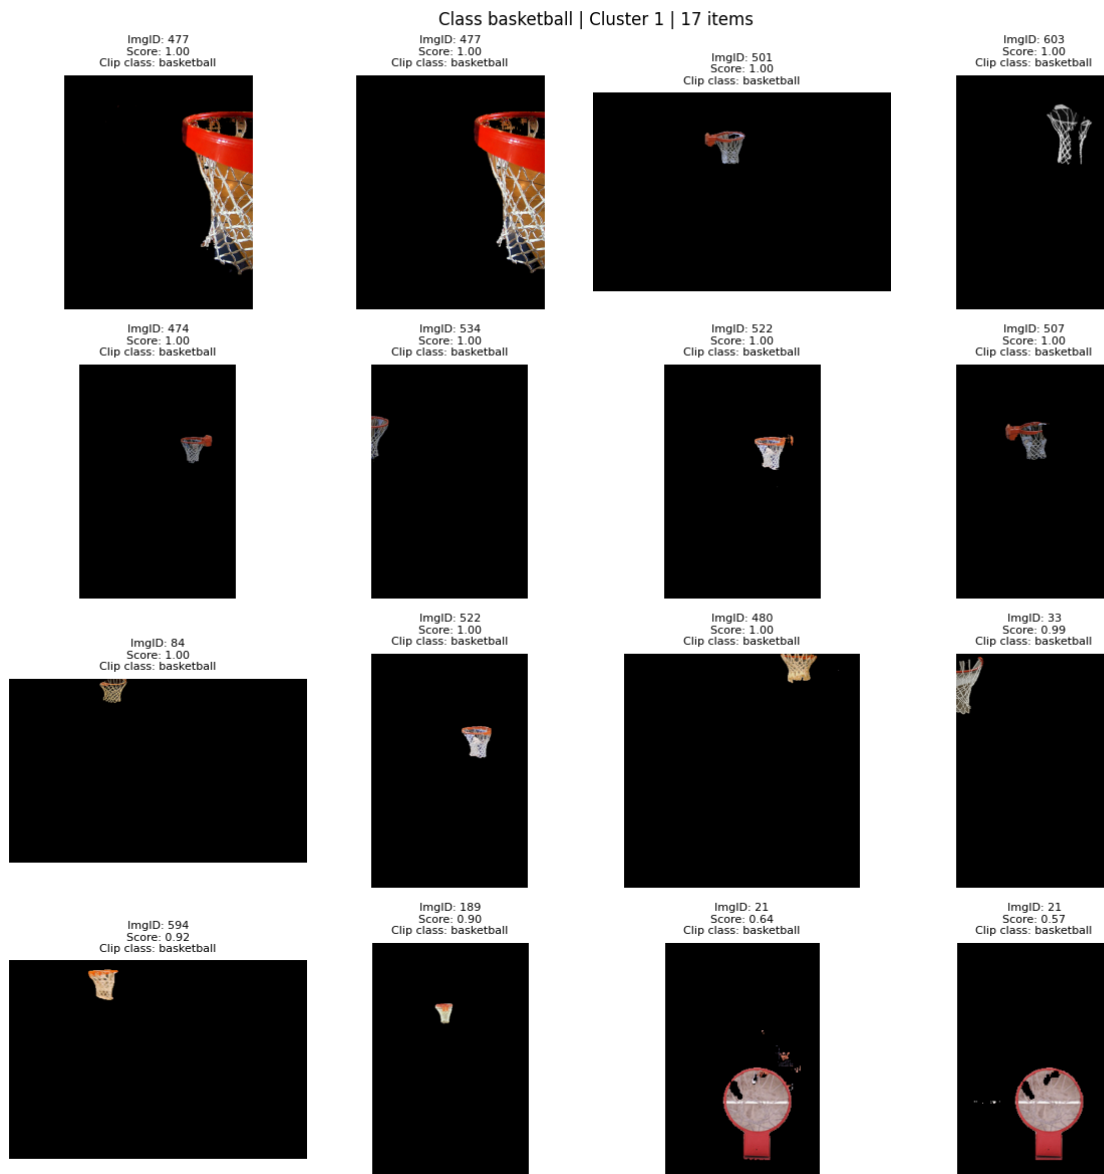 Class basketball | Cluster 1 | 17 items
ImgID: 477
Score: 1.00
Clip class: basketball
ImgID: 477
Score: 1.00
Clip class: basketball
ImgID: 501
Score: 1.00
Clip class: basketball
ImgID: 603
Score: 1.00
Clip class: basketball
ImgID: 474
Score: 1.00
Clip class: basketball
ImgID: 534
Score: 1.00
Clip class: basketball
ImgID: 522
Score: 1.00
Clip class: basketball
ImgID: 507
Score: 1.00
Clip class: basketball
ImgID: 84
Score: 1.00
Clip class: basketball
ImgID: 522
Score: 1.00
Clip class: basketball
ImgID: 480
Score: 1.00
Clip class: basketball
ImgID: 33
Score: 0.99
Clip class: basketball
ImgID: 594
Score: 0.92
Clip class: basketball
ImgID: 189
Score: 0.90
Clip class: basketball
ImgID: 21
Score: 0.64
Clip class: basketball
ImgID: 21
Score: 0.57
Clip class: basketball